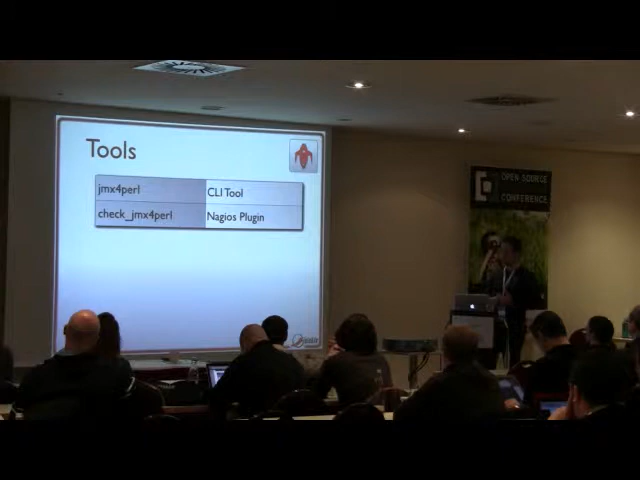 Tools
jmx4perl CLI Tool
check_jmx4perl Nagios Plugin
OPEN SOURCE
CONFERENCE